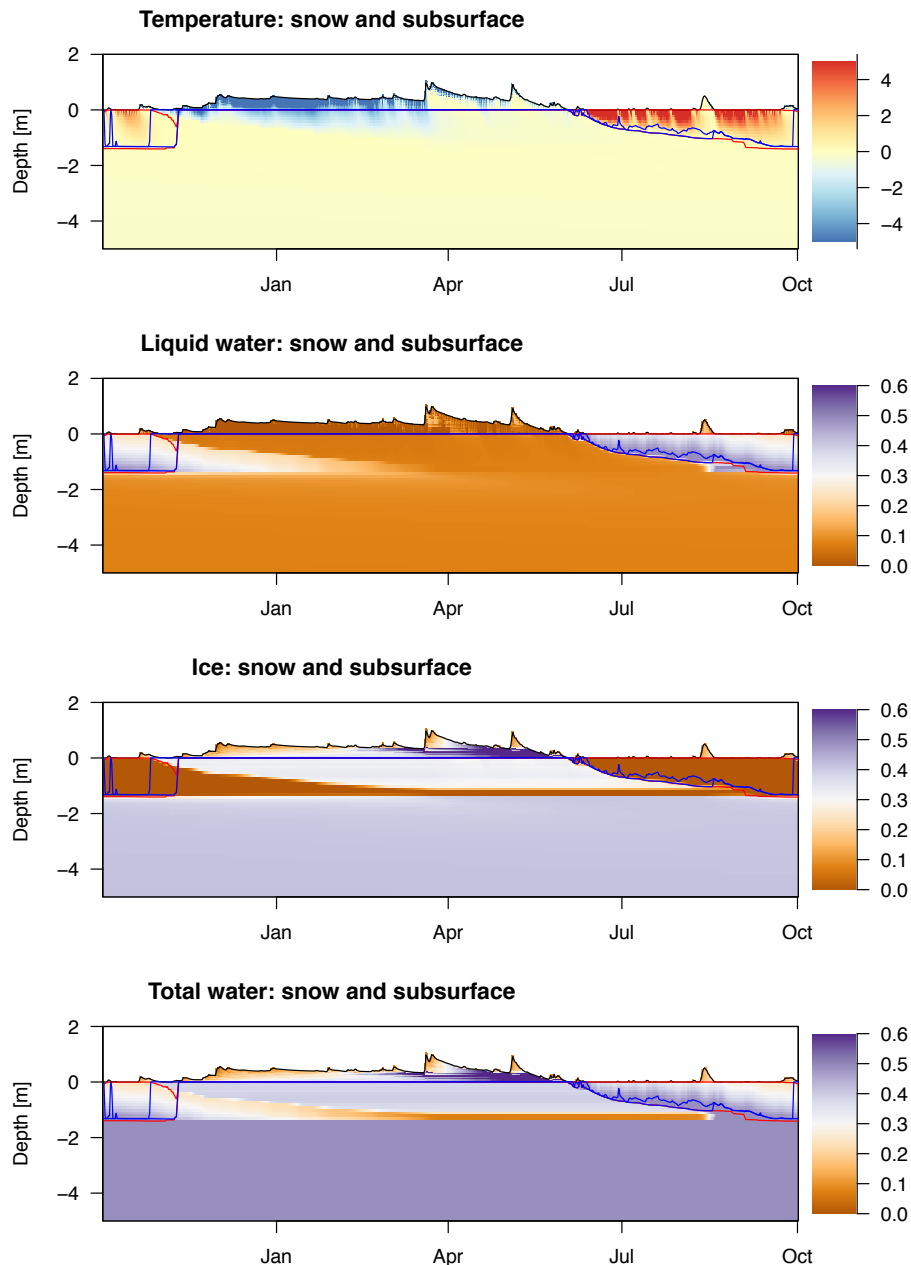 Temperature: snow and subsurface
2
0
−2
−4
Depth [m]
Jan
Apr
Jul
Oct
4
2
0
−2
−4
Liquid water: snow and subsurface
2
0
−2
−4
Depth [m]
Jan
Apr
Jul
Oct
0.6
0.5
0.4
0.3
0.2
0.1
0.0
Ice: snow and subsurface
2
0
−2
−4
Depth [m]
Jan
Apr
Jul
Oct
0.6
0.5
0.4
0.3
0.2
0.1
0.0
Total water: snow and subsurface
2
0
−2
−4
Depth [m]
Jan
Apr
Jul
Oct
0.6
0.5
0.4
0.3
0.2
0.1
0.0